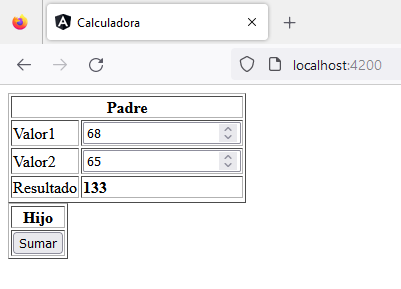 Calculadora
localhost:4200
Padre
Valor1 68
Valor2 65
Resultado 133
Hijo
Sumar